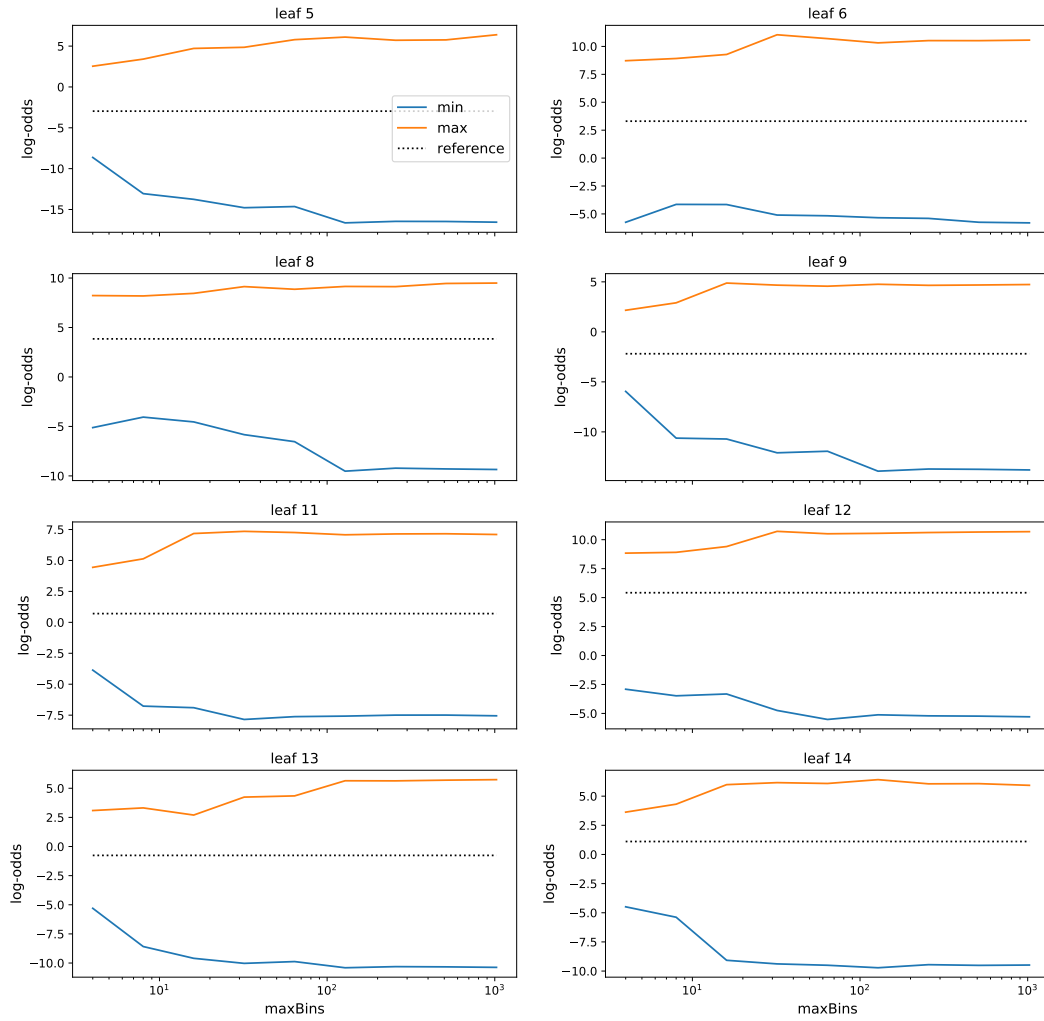 leaf 5
5
0
−5
−10
−15
log-odds
min
max
reference
leaf 6
10.0
7.5
5.0
2.5
0.0
−2.5
−5.0
log-odds
leaf 8
10
5
0
−5
−10
log-odds
leaf 9
5
0
−5
−10
log-odds
leaf 11
7.5
5.0
2.5
0.0
−2.5
−5.0
−7.5
log-odds
leaf 12
10.0
7.5
5.0
2.5
0.0
−2.5
−5.0
log-odds
leaf 13
5.0
2.5
0.0
−2.5
−5.0
−7.5
−10.0
log-odds
10¹ 10² 10³
maxBins
leaf 14
5.0
2.5
0.0
−2.5
−5.0
−7.5
−10.0
log-odds
10¹ 10² 10³
maxBins